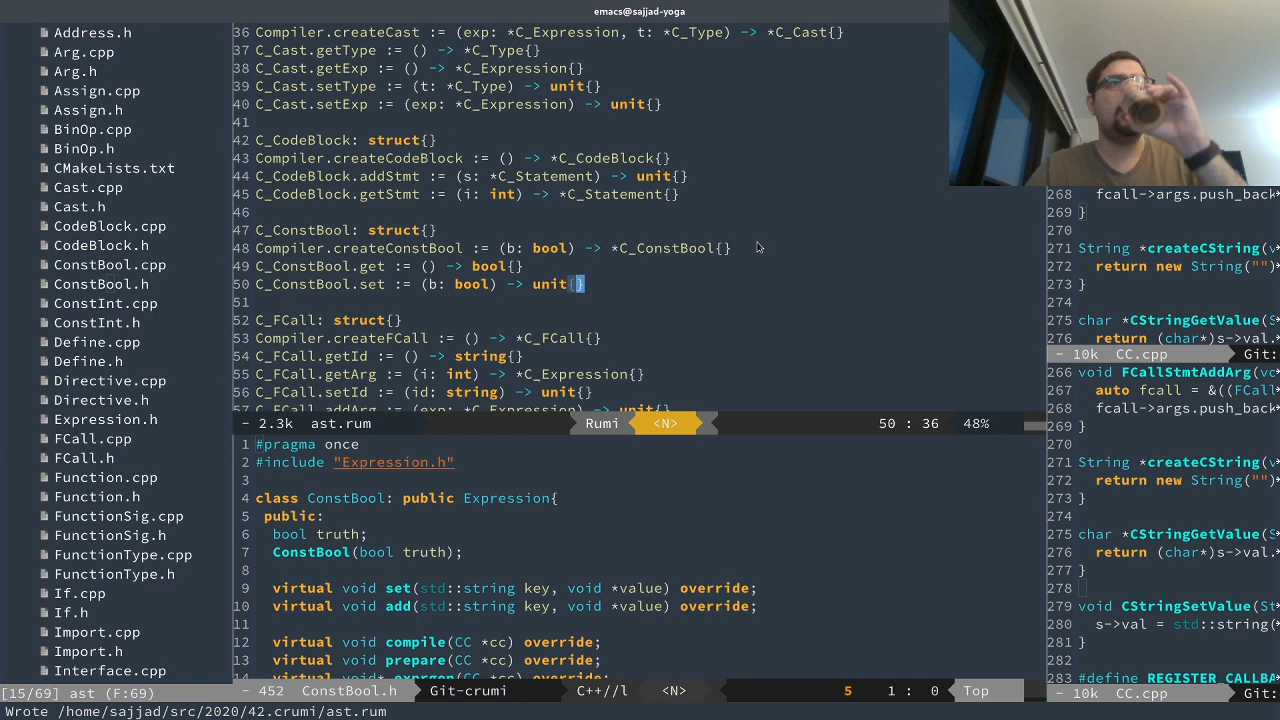 emacs@sajjad-yoga
Address.h
Arg.cpp
Arg.h
Assign.cpp
Assign.h
BinOp.cpp
BinOp.h
CMakeLists.txt
Cast.cpp
Cast.h
CodeBlock.cpp
CodeBlock.h
ConstBool.cpp
ConstBool.h
ConstInt.cpp
ConstInt.h
Define.cpp
Define.h
Directive.cpp
Directive.h
Expression.h
FCall.cpp
FCall.h
Function.cpp
Function.h
FunctionSig.cpp
FunctionSig.h
FunctionType.cpp
FunctionType.h
If.cpp
If.h
Import.cpp
Import.h
Interface.cpp
[15/69] ast (F:69)
36 Compiler.createCast := (exp: *C_Expression, t: *C_Type) -> *C_Cast{}
37 C_Cast.getType := () -> *C_Type{}
38 C_Cast.getExp := () -> *C_Expression{}
39 C_Cast.setType := (t: *C_Type) -> unit{}
40 C_Cast.setExp := (exp: *C_Expression) -> unit{}
41
42 C_CodeBlock: struct{}
43 Compiler.createCodeBlock := () -> *C_CodeBlock{}
44 C_CodeBlock.addStmt := (s: *C_Statement) -> unit{}
45 C_CodeBlock.getStmt := (i: int) -> *C_Statement{}
46
47 C_ConstBool: struct{}
48 Compiler.createConstBool := (b: bool) -> *C_ConstBool{}
49 C_ConstBool.get := () -> bool{}
50 C_ConstBool.set := (b: bool) -> unit{}
51
52 C_FCall: struct{}
53 Compiler.createFCall := () -> *C_FCall{}
54 C_FCall.getId := () -> string{}
55 C_FCall.getArg := (i: int) -> *C_Expression{}
56 C_FCall.setId := (id: string) -> unit{}
57 C_FCall.addArg := (exp: *C_Expression) -> unit{}
- 2.3k ast.rum Rumi <N> 50 : 36 48%
1 #pragma once
2 #include "Expression.h"
3
4 class ConstBool: public Expression{
5 public:
6 bool truth;
7 ConstBool(bool truth);
8
9 virtual void set(std::string key, void *value) override;
10 virtual void add(std::string key, void *value) override;
11
12 virtual void compile(CC *cc) override;
13 virtual void prepare(CC *cc) override;
14 virtual void* exprgen(CC *cc) override;
- 452 ConstBool.h Git-crumi C++//l <N> 5 1 : 0 Top
268 fcall->args.push_back
269 }
270
271 String *createCString(v
272 return new String("")
273 }
274
275 char *CStringGetValue(S
276 return (char*)s->val.
- 10k CC.cpp Git:
266 void FCallStmtAddArg(vc
267 auto fcall = &((FCall
268 fcall->args.push_back
269 }
270
271 String *createCString(v
272 return new String("")
273 }
274
275 char *CStringGetValue(S
276 return (char*)s->val.
277 }
278
279 void CStringSetValue(St
280 s->val = std::string(
281 }
282
283 #define REGISTER_CALLBA
- 10k CC.cpp Git:
Wrote /home/sajjad/src/2020/42.crumi/ast.rum